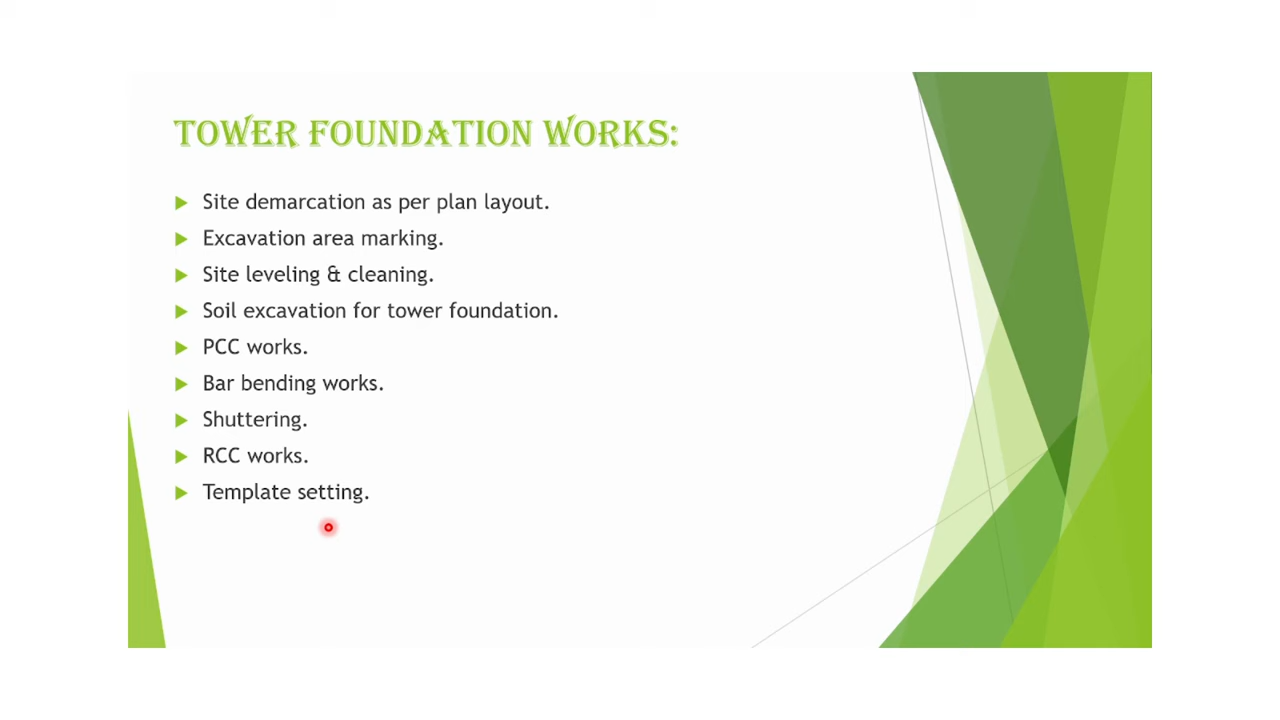 TOWER FOUNDATION WORKS:
Site demarcation as per plan layout.
Excavation area marking.
Site leveling & cleaning.
Soil excavation for tower foundation.
PCC works.
Bar bending works.
Shuttering.
RCC works.
Template setting.